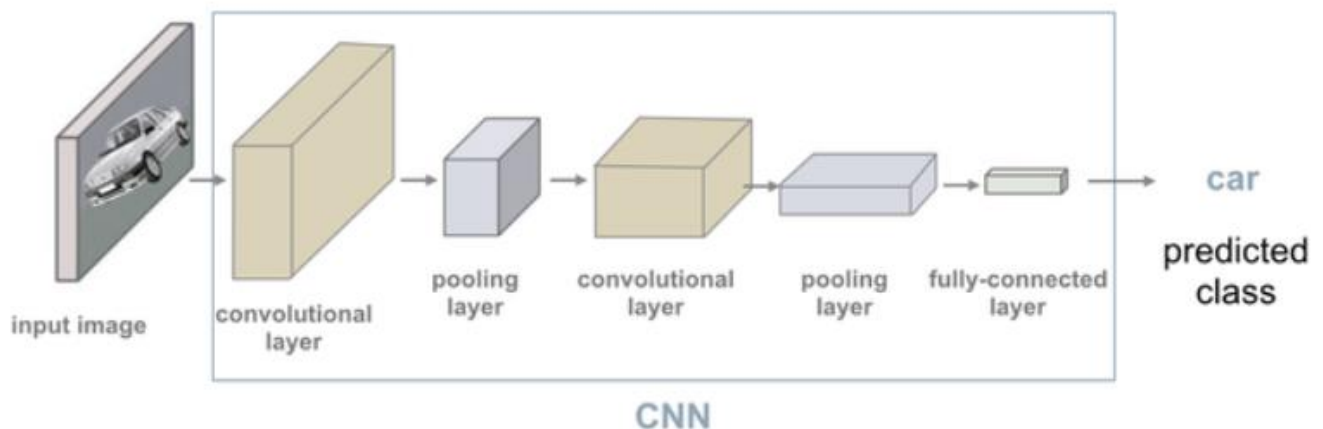 input image
convolutional
layer
pooling
layer
convolutional
layer
pooling
layer
fully-connected
layer
car
predicted
class
CNN